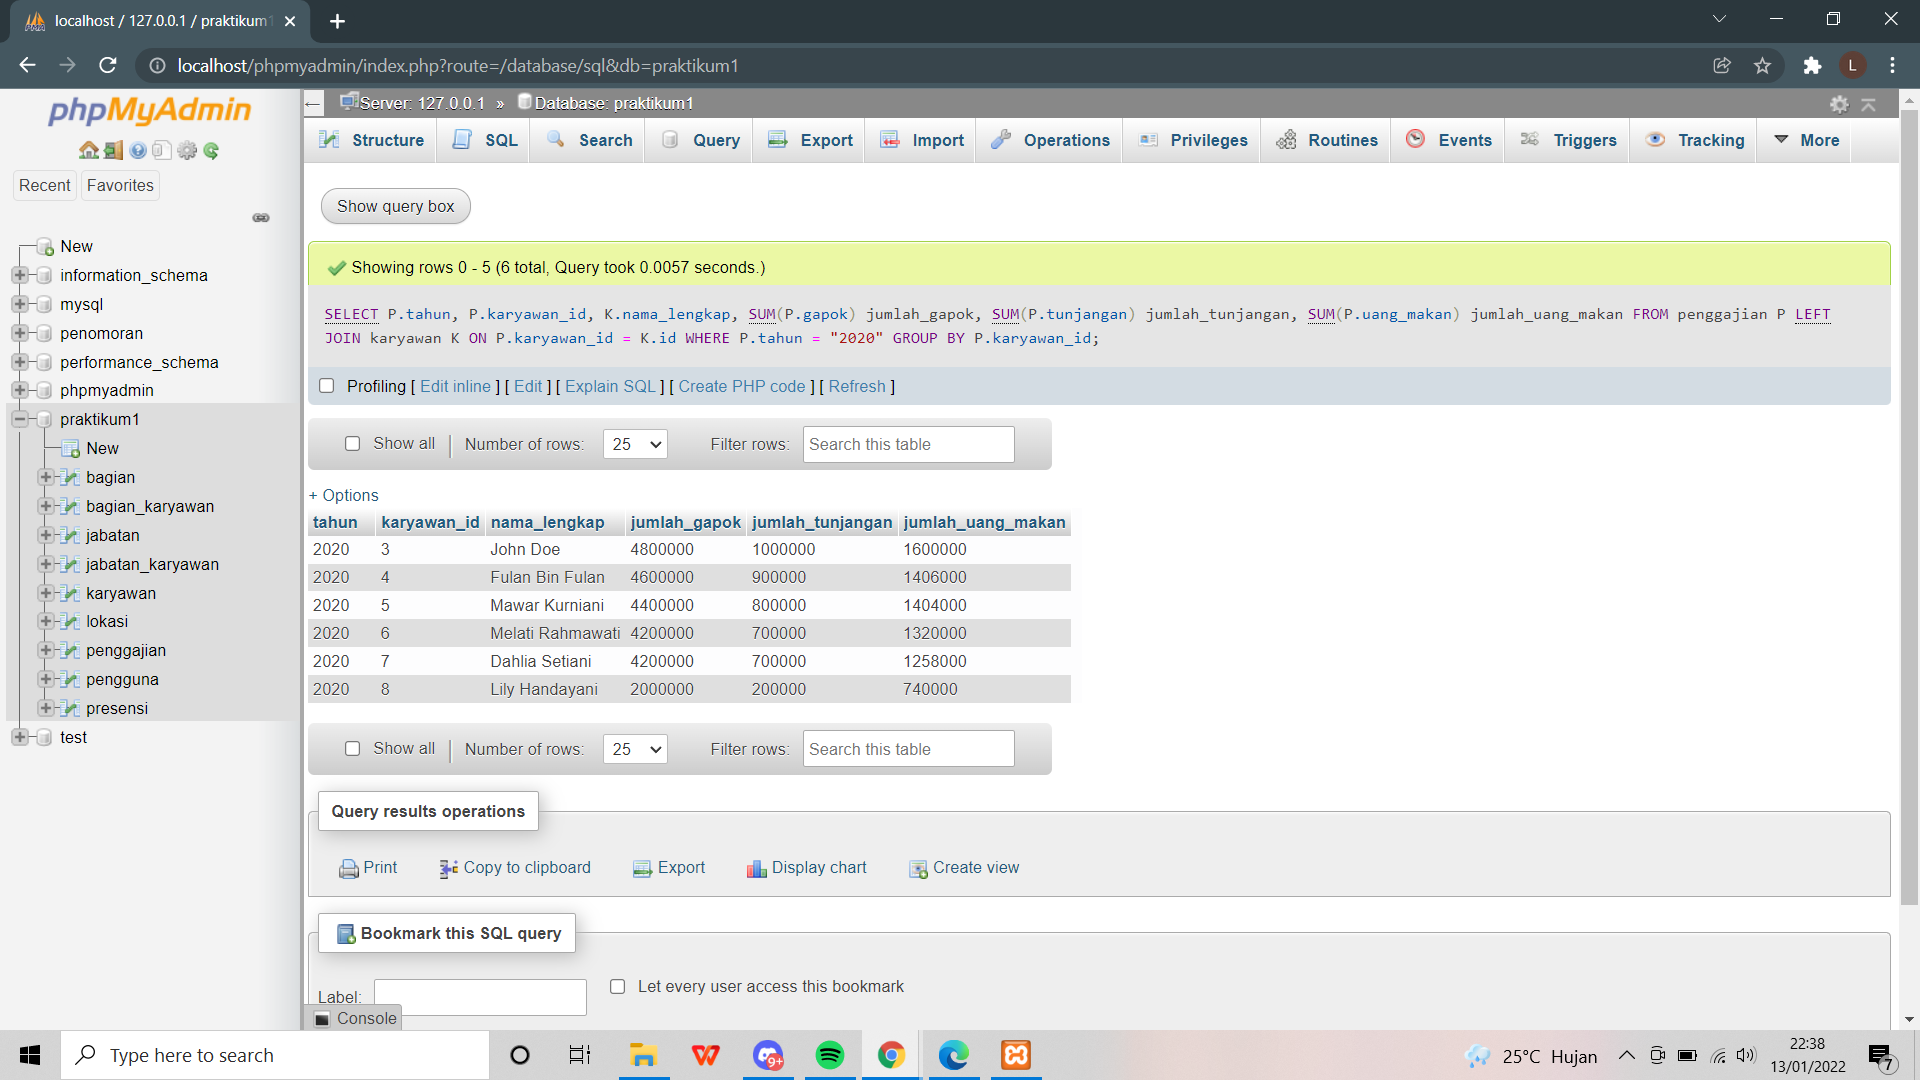 localhost / 127.0.0.1 / praktikum1
localhost/phpmyadmin/index.php?route=/database/sql&db=praktikum1
L
phpMyAdmin
Recent Favorites
New
information_schema
mysql
penomoran
performance_schema
phpmyadmin
praktikum1
New
bagian
bagian_karyawan
jabatan
jabatan_karyawan
karyawan
lokasi
penggajian
pengguna
presensi
test
Server: 127.0.0.1 » Database: praktikum1
Structure SQL Search Query Export Import Operations Privileges Routines Events Triggers Tracking More
Show query box
Showing rows 0 - 5 (6 total, Query took 0.0057 seconds.)
SELECT P.tahun, P.karyawan_id, K.nama_lengkap, SUM(P.gapok) jumlah_gapok, SUM(P.tunjangan) jumlah_tunjangan, SUM(P.uang_makan) jumlah_uang_makan FROM penggajian P LEFT
JOIN karyawan K ON P.karyawan_id = K.id WHERE P.tahun = "2020" GROUP BY P.karyawan_id;
Profiling [ Edit inline ] [ Edit ] [ Explain SQL ] [ Create PHP code ] [ Refresh ]
Show all Number of rows: 25 Filter rows: Search this table
+ Options
tahun karyawan_id nama_lengkap jumlah_gapok jumlah_tunjangan jumlah_uang_makan
2020 3 John Doe 4800000 1000000 1600000
2020 4 Fulan Bin Fulan 4600000 900000 1406000
2020 5 Mawar Kurniani 4400000 800000 1404000
2020 6 Melati Rahmawati 4200000 700000 1320000
2020 7 Dahlia Setiani 4200000 700000 1258000
2020 8 Lily Handayani 2000000 200000 740000
Show all Number of rows: 25 Filter rows: Search this table
Query results operations
Print Copy to clipboard Export Display chart Create view
Bookmark this SQL query
Label: Let every user access this bookmark
Console
Type here to search
9+
25°C Hujan
22:38
13/01/2022
7